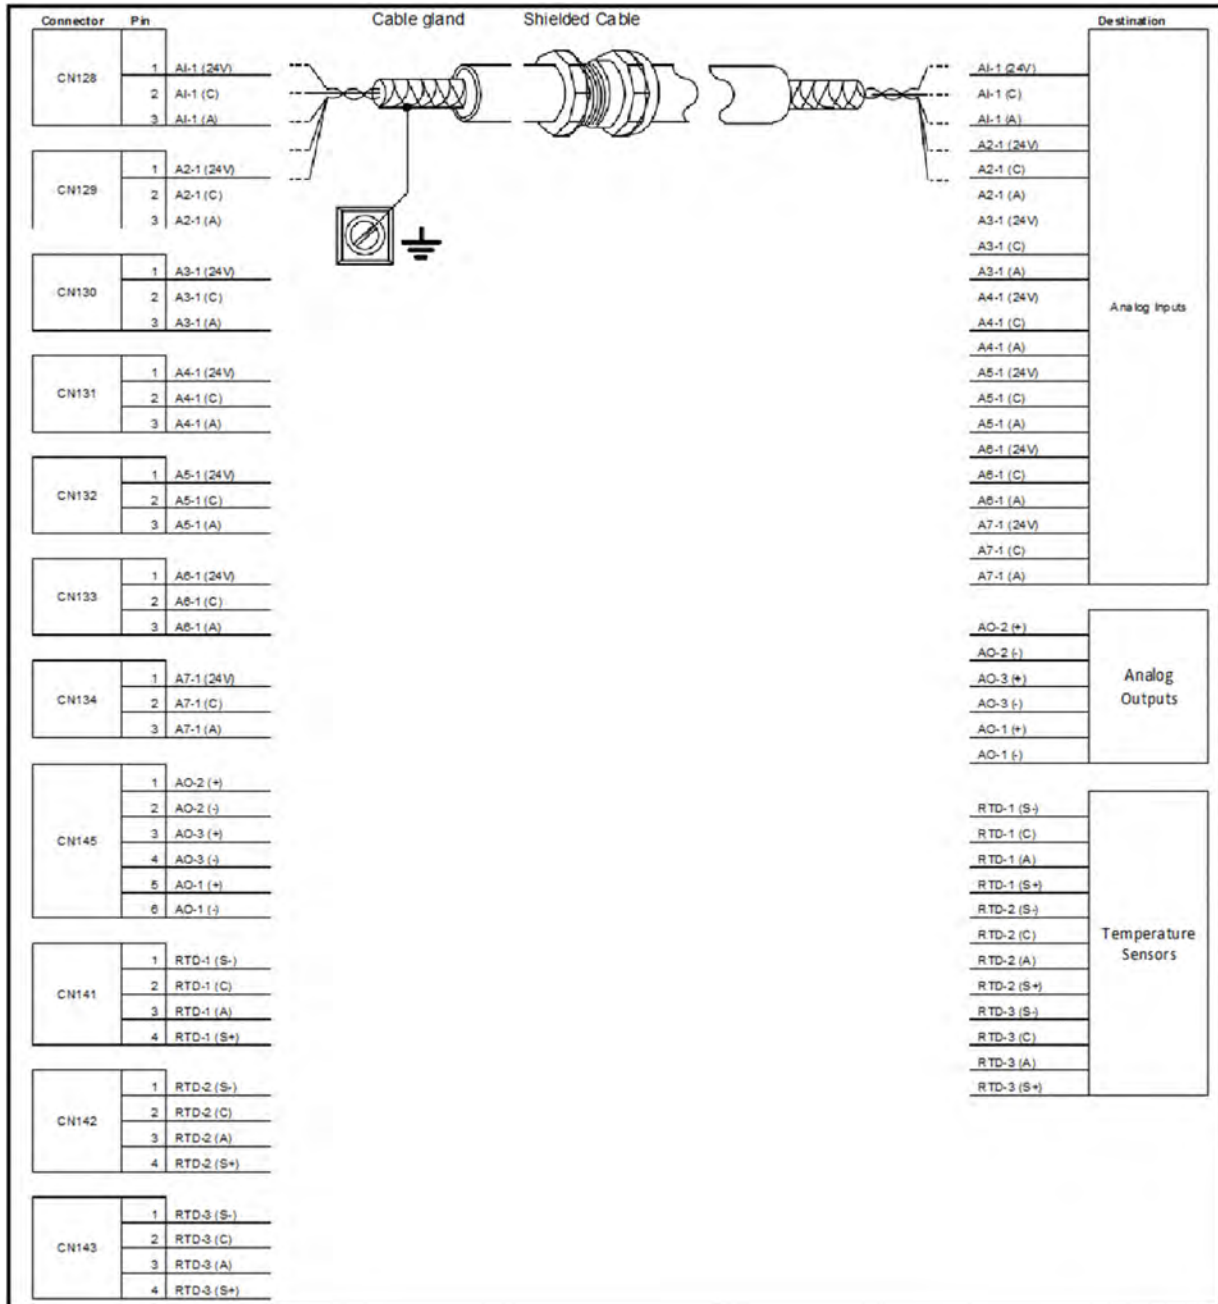 Connector Pin
Cable gland
Shielded Cable
Destination
CN128
1 AI-1 (24V)
2 AI-1 (C)
3 AI-1 (A)
CN129
1 A2-1 (24V)
2 A2-1 (C)
3 A2-1 (A)
CN130
1 A3-1 (24V)
2 A3-1 (C)
3 A3-1 (A)
CN131
1 A4-1 (24V)
2 A4-1 (C)
3 A4-1 (A)
CN132
1 A5-1 (24V)
2 A5-1 (C)
3 A5-1 (A)
CN133
1 A6-1 (24V)
2 A6-1 (C)
3 A6-1 (A)
CN134
1 A7-1 (24V)
2 A7-1 (C)
3 A7-1 (A)
CN145
1 AO-2 (+)
2 AO-2 (-)
3 AO-3 (+)
4 AO-3 (-)
5 AO-1 (+)
6 AO-1 (-)
CN141
1 RTD-1 (S-)
2 RTD-1 (C)
3 RTD-1 (A)
4 RTD-1 (S+)
CN142
1 RTD-2 (S-)
2 RTD-2 (C)
3 RTD-2 (A)
4 RTD-2 (S+)
CN143
1 RTD-3 (S-)
2 RTD-3 (C)
3 RTD-3 (A)
4 RTD-3 (S+)
AI-1 (24V)
AI-1 (C)
AI-1 (A)
A2-1 (24V)
A2-1 (C)
A2-1 (A)
A3-1 (24V)
A3-1 (C)
A3-1 (A)
A4-1 (24V)
A4-1 (C)
A4-1 (A)
A5-1 (24V)
A5-1 (C)
A5-1 (A)
A6-1 (24V)
A6-1 (C)
A6-1 (A)
A7-1 (24V)
A7-1 (C)
A7-1 (A)
Analog Inputs
AO-2 (+)
AO-2 (-)
AO-3 (+)
AO-3 (-)
AO-1 (+)
AO-1 (-)
Analog
Outputs
RTD-1 (S-)
RTD-1 (C)
RTD-1 (A)
RTD-1 (S+)
RTD-2 (S-)
RTD-2 (C)
RTD-2 (A)
RTD-2 (S+)
RTD-3 (S-)
RTD-3 (C)
RTD-3 (A)
RTD-3 (S+)
Temperature
Sensors